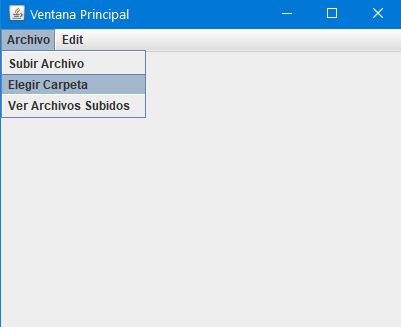 Ventana Principal
Archivo Edit
Subir Archivo
Elegir Carpeta
Ver Archivos Subidos